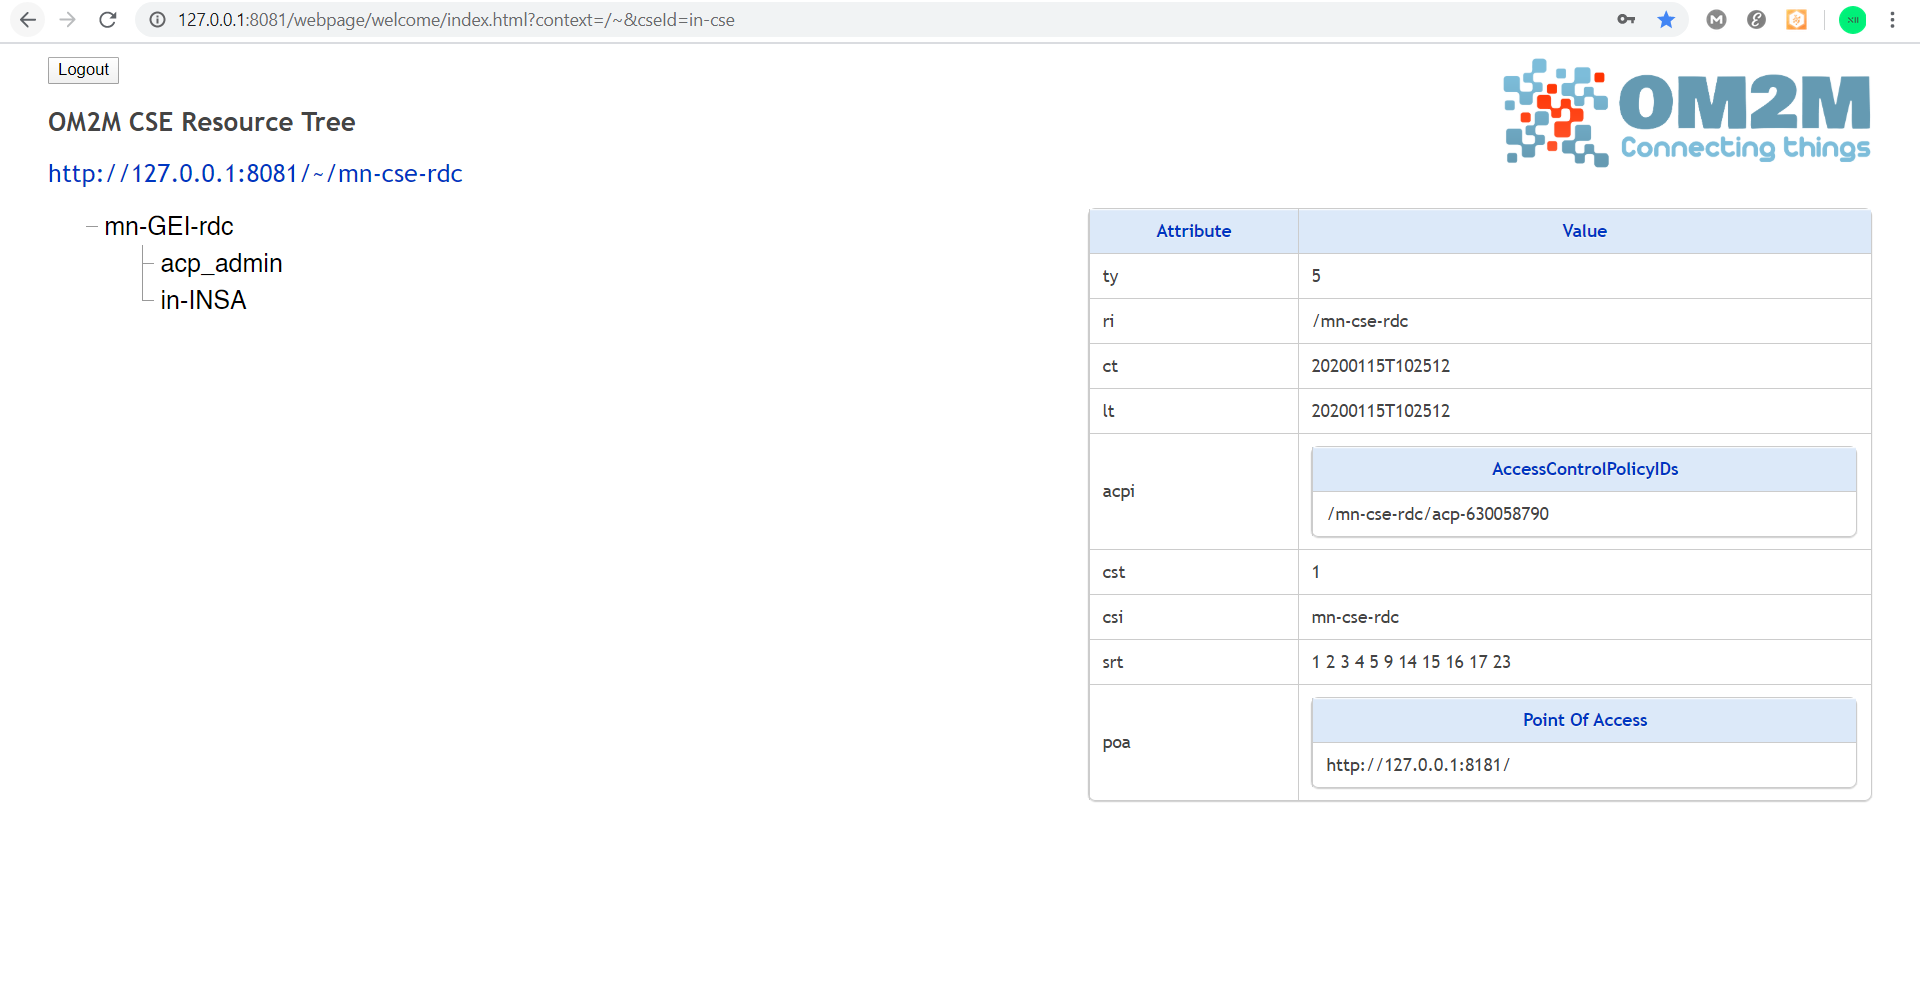 127.0.0.1:8081/webpage/welcome/index.html?context=/~&cseId=in-cse
Logout
OM2M
Connecting things
OM2M CSE Resource Tree
http://127.0.0.1:8081/~/mn-cse-rdc
mn-GEI-rdc
acp_admin
in-INSA
Attribute Value
ty 5
ri /mn-cse-rdc
ct 20200115T102512
lt 20200115T102512
acpi
AccessControlPolicyIDs
/mn-cse-rdc/acp-630058790
cst 1
csi mn-cse-rdc
srt 1 2 3 4 5 9 14 15 16 17 23
poa
Point Of Access
http://127.0.0.1:8181/